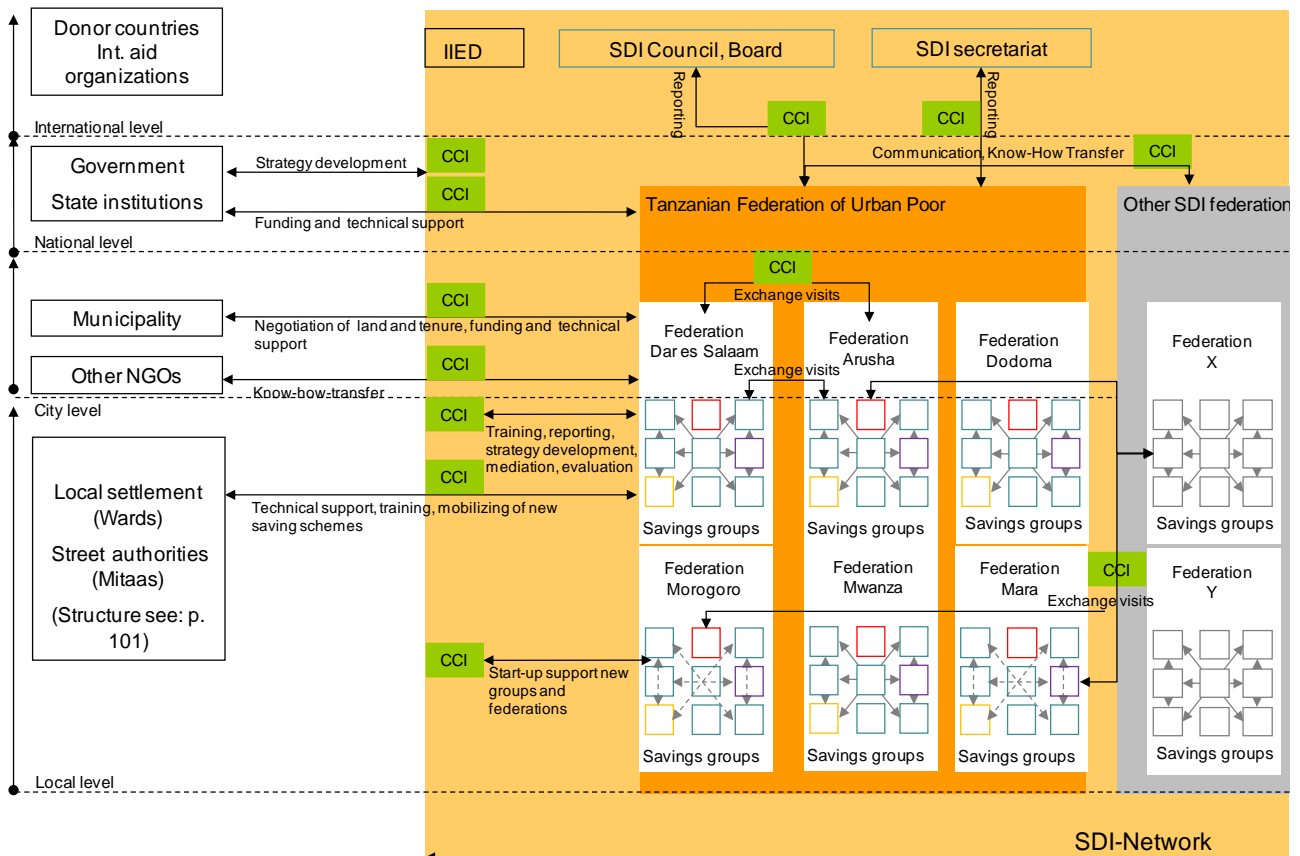 Donor countries
Int. aid
organizations
IIED
SDI Council, Board
SDI secretariat
Reporting
Reporting
CCI
CCI
International level
Government
State institutions
Strategy development
CCI
CCI
Funding and technical support
Communication, Know-How Transfer
CCI
Tanzanian Federation of Urban Poor
Other SDI federation
National level
CCI
Exchange visits
Municipality
CCI
Negotiation of land and tenure, funding and technical
support
Other NGOs
CCI
Know-how-transfer
Federation
Dar es Salaam
Federation
Arusha
Federation
Dodoma
Federation
X
Exchange visits
City level
CCI
Training, reporting,
strategy development,
mediation, evaluation
Local settlement
(Wards)
Street authorities
(Mitaas)
(Structure see: p.
101)
CCI
Technical support, training, mobilizing of new
saving schemes
Savings groups
Savings groups
Savings groups
Savings groups
Federation
Morogoro
Federation
Mwanza
Federation
Mara
CCI
Exchange visits
Federation
Y
CCI
Start-up support new
groups and
federations
Savings groups
Savings groups
Savings groups
Savings groups
Local level
SDI-Network